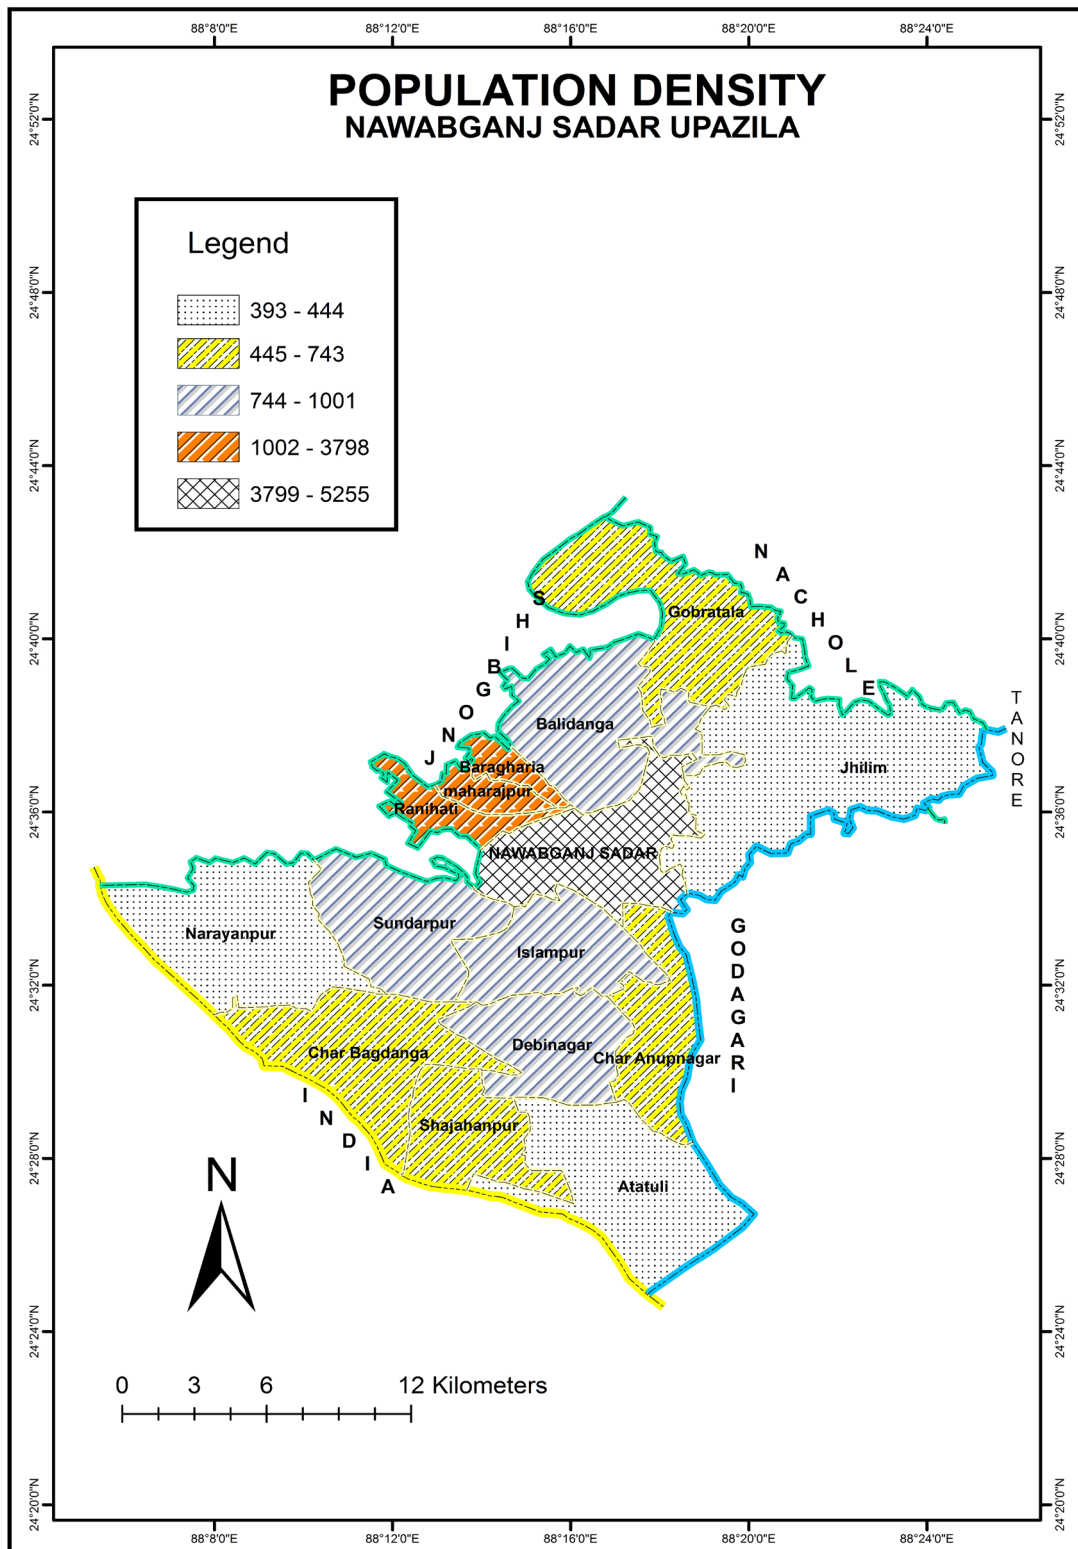 88°8'0"E 88°12'0"E 88°16'0"E 88°20'0"E 88°24'0"E
POPULATION DENSITY
NAWABGANJ SADAR UPAZILA
24°52'0"N 24°52'0"N
Legend
393 - 444
445 - 743
744 - 1001
1002 - 3798
3799 - 5255
24°48'0"N 24°48'0"N
24°44'0"N 24°44'0"N
NACHOLE
SHIBGONJ
Gobratala
24°40'0"N 24°40'0"N
TANORE
Balidanga
Baragharia
Jhilim
maharajpur
Ranihati
24°36'0"N 24°36'0"N
NAWABGANJ SADAR
Sundarpur
Narayanpur
Islampur
GODAGARI
24°32'0"N 24°32'0"N
Debinagar
Char Bagdanga
Char Anupnagar
INDIA
Shajahanpur
24°28'0"N 24°28'0"N
Atatuli
N
24°24'0"N 24°24'0"N
0 3 6 12 Kilometers
24°20'0"N 24°20'0"N
88°8'0"E 88°12'0"E 88°16'0"E 88°20'0"E 88°24'0"E